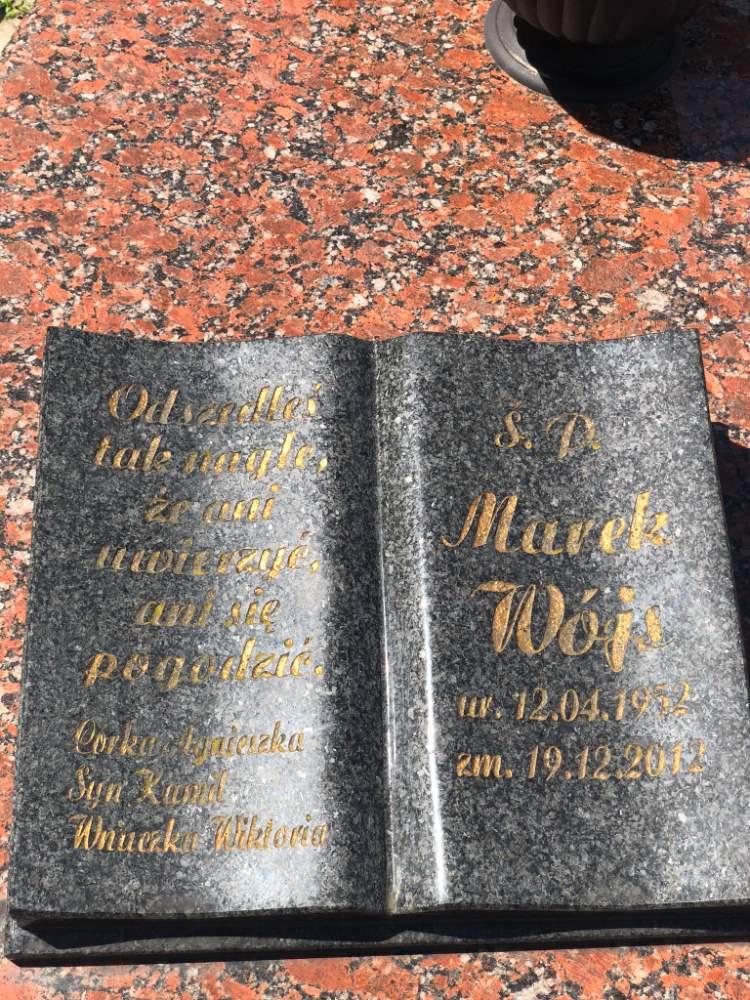 Odszedłeś
tak nagle,
że ani
uwierzyć,
ani się
pogodzić.
Córka Agnieszka
Syn Kamil
Wnuczka Wiktoria
Ś. P.
Marek
Wójs
ur. 12.04.1952
zm. 19.12.2012